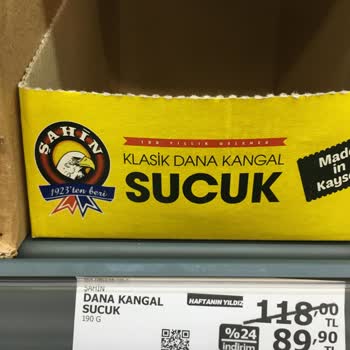 ŞAHİN
1923'ten beri
100 YILLIK GELENEK
KLASİK DANA KANGAL
SUCUK
Made
in
Kayse
ŞAHİN
DANA KANGAL
SUCUK
190 G
HAFTANIN YILDIZ
118,00
TL
%24
indirim
89,90
TL